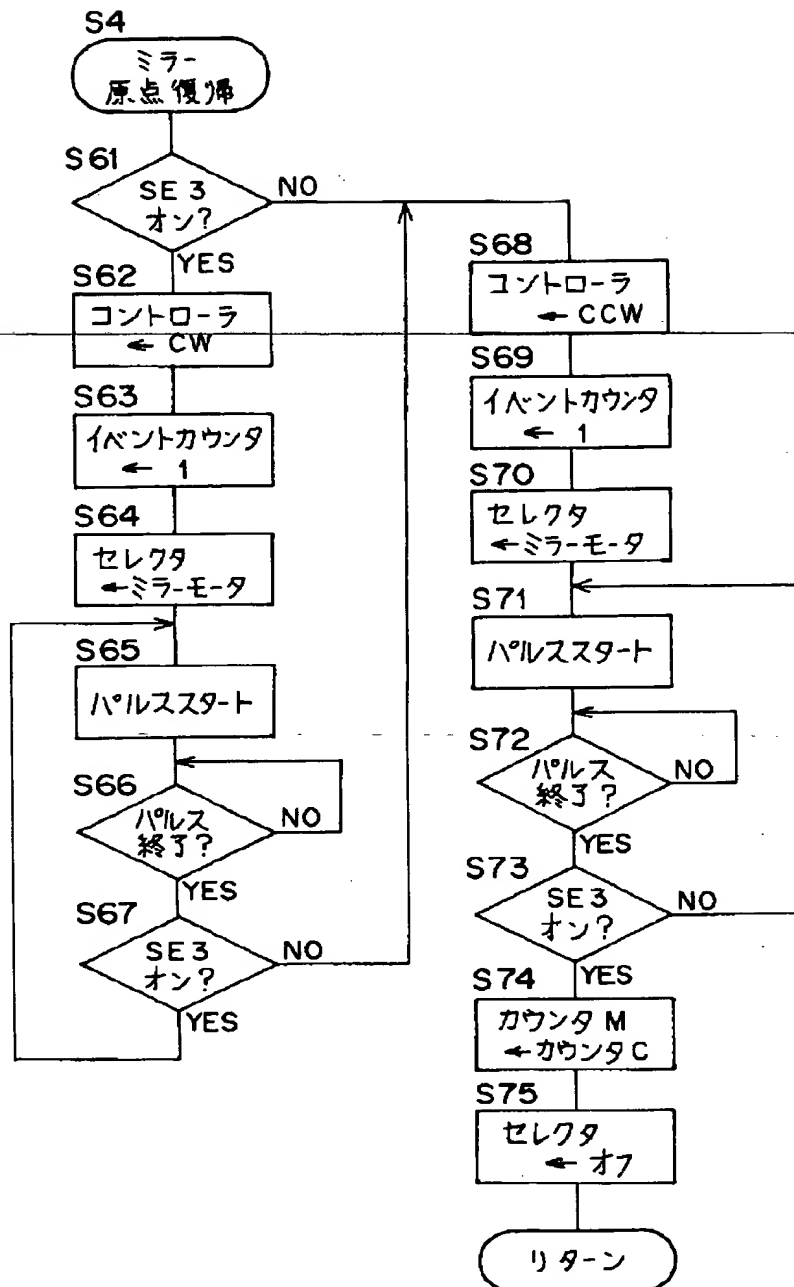 S4
ミラー
原点復帰
S61
SE3
オン?
NO
YES
S62
コントローラ
← CW
S63
イベントカウンタ
← 1
S64
セレクタ
←ミラーモータ
S65
パルススタート
S66
パルス
終了?
NO
YES
S67
SE3
オン?
NO
YES
S68
コントローラ
← CCW
S69
イベントカウンタ
← 1
S70
セレクタ
←ミラーモータ
S71
パルススタート
S72
パルス
終了?
NO
YES
S73
SE3
オン?
NO
YES
S74
カウンタM
←カウンタC
S75
セレクタ
← オフ
リターン